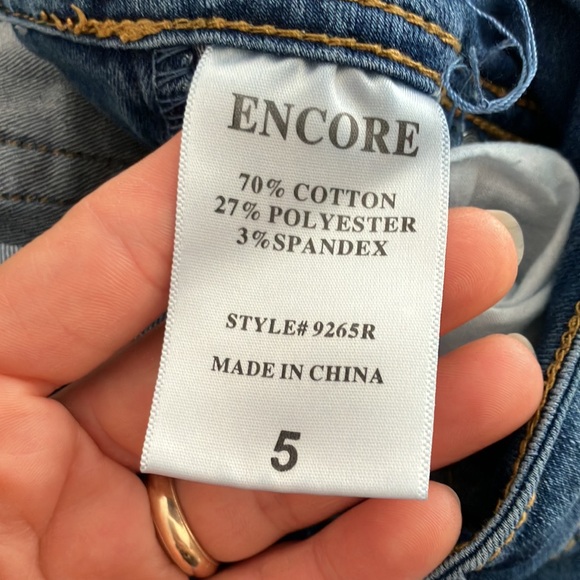 ENCORE
70% COTTON
27% POLYESTER
3% SPANDEX
STYLE# 9265R
MADE IN CHINA
5